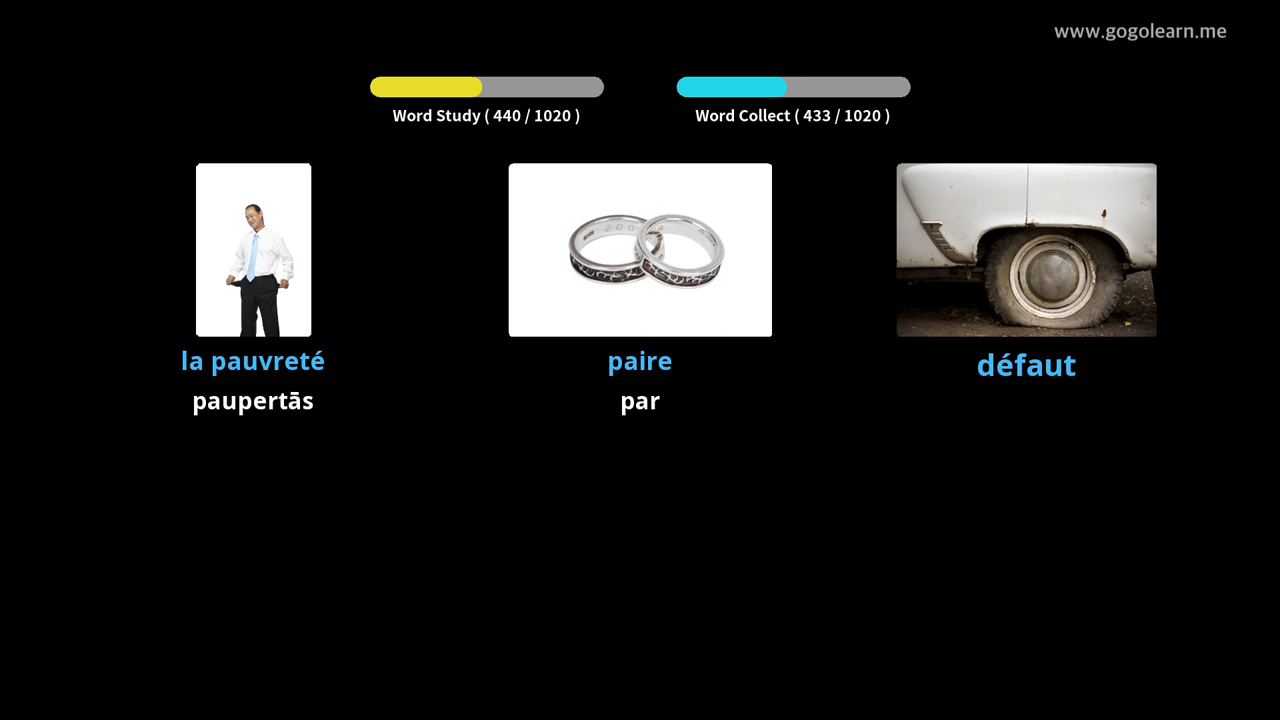 www.gogolearn.me
Word Study ( 440 / 1020 )
Word Collect ( 433 / 1020 )
la pauvreté
paupertās
paire
par
défaut